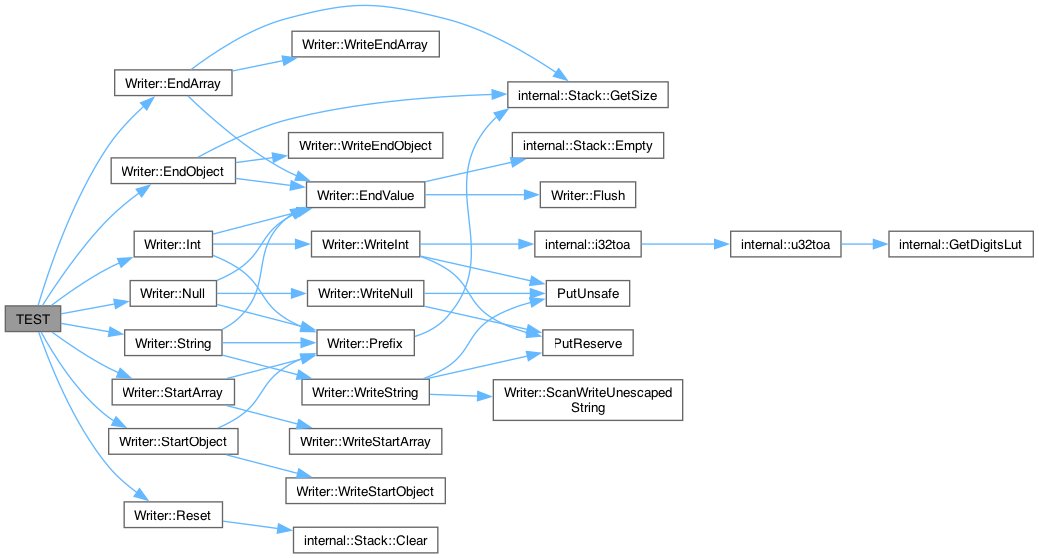 TEST
Writer::EndArray
Writer::WriteEndArray
internal::Stack::GetSize
Writer::EndObject
Writer::WriteEndObject
internal::Stack::Empty
Writer::EndValue
Writer::Flush
Writer::Int
Writer::WriteInt
internal::i32toa
internal::u32toa
internal::GetDigitsLut
Writer::Null
Writer::WriteNull
PutUnsafe
Writer::String
Writer::Prefix
PutReserve
Writer::StartArray
Writer::WriteString
Writer::ScanWriteUnescaped
String
Writer::StartObject
Writer::WriteStartArray
Writer::WriteStartObject
Writer::Reset
internal::Stack::Clear